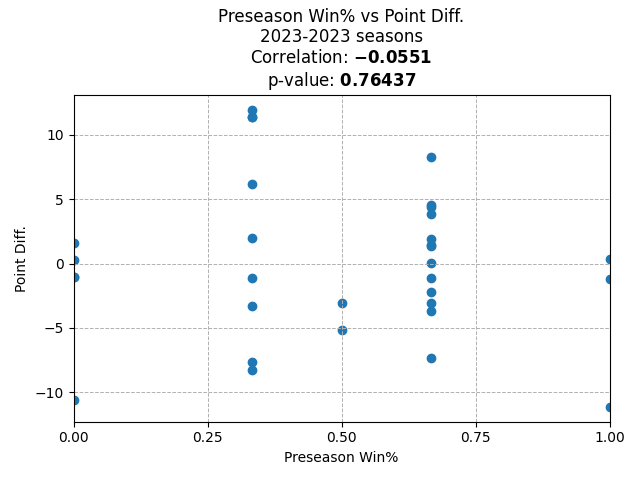 Preseason Win% vs Point Diff.
2023-2023 seasons
Correlation: −0.0551
p-value: 0.76437
Point Diff.
10
5
0
−5
−10
0.00 0.25 0.50 0.75 1.00
Preseason Win%